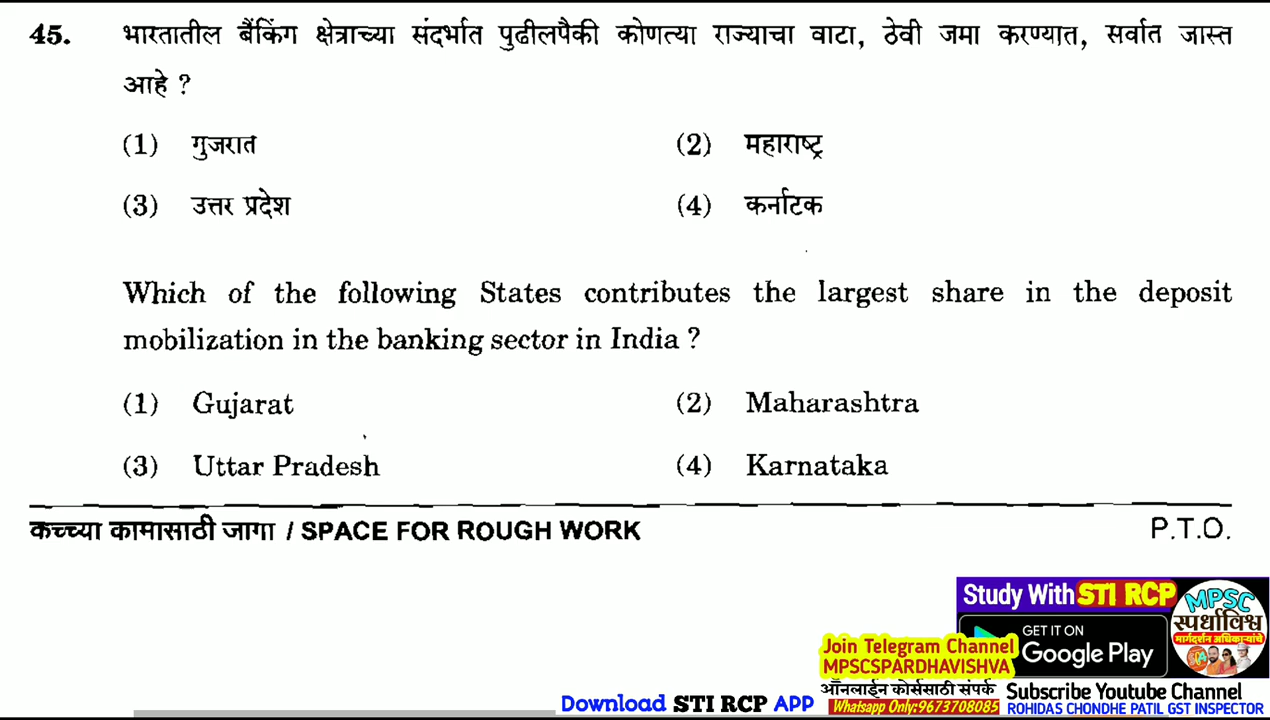 45. भारतातील बैंकिंग क्षेत्राच्या संदर्भात पुढीलपैकी कोणत्या राज्याचा वाटा, ठेवी जमा करण्यात, सर्वात जास्त
आहे ?
(1) गुजरात (2) महाराष्ट्र
(3) उत्तर प्रदेश (4) कर्नाटक
Which of the following States contributes the largest share in the deposit
mobilization in the banking sector in India ?
(1) Gujarat (2) Maharashtra
(3) Uttar Pradesh (4) Karnataka
कच्च्या कामासाठी जागा / SPACE FOR ROUGH WORK P.T.O.
Study With STI RCP
MPSC
स्पर्धाविश्व
मार्गदर्शन अधिकाऱ्यांचे
GET IT ON
Google Play
Join Telegram Channel
MPSCSPARDHAVISHVA
ऑनलाईन कोर्ससाठी संपर्क
Whatsapp Only:9673708085
Subscribe Youtube Channel
ROHIDAS CHONDHE PATIL GST INSPECTOR
Download STI RCP APP